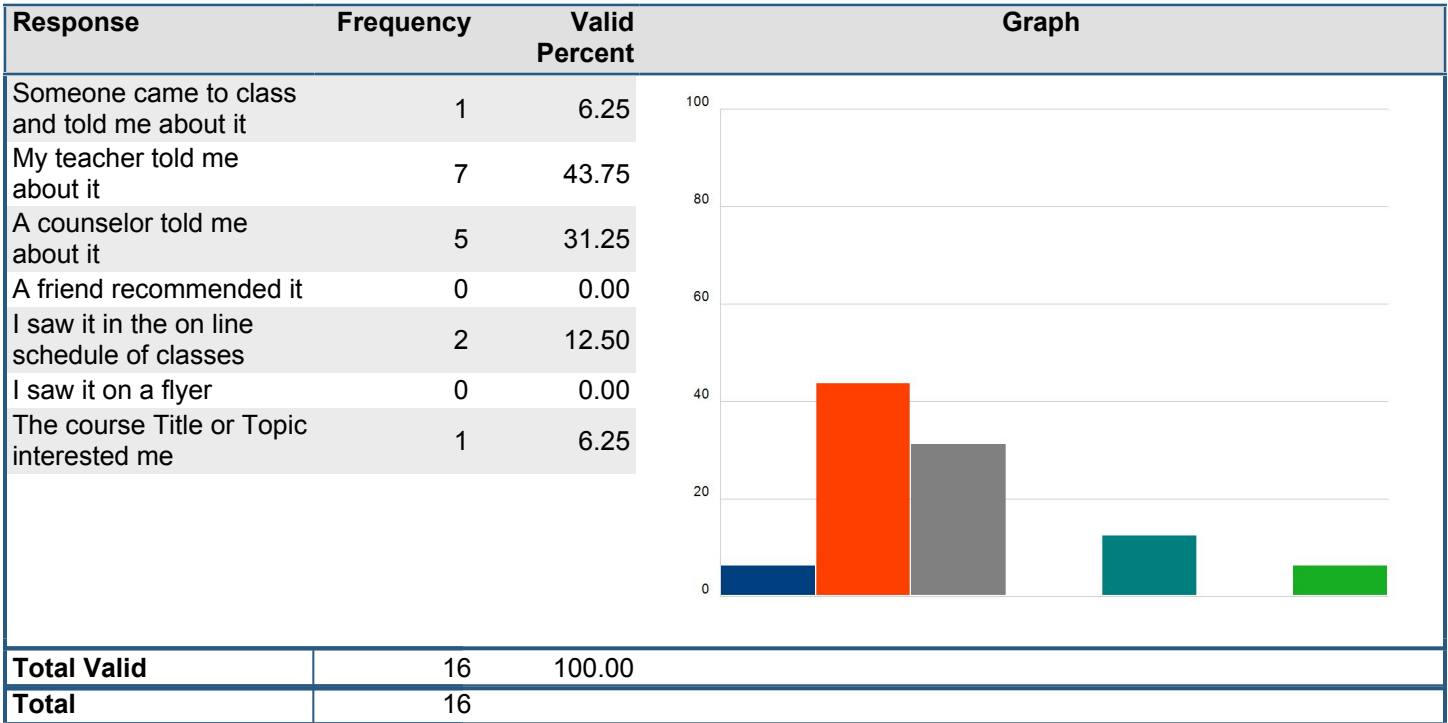 Response Frequency Valid Percent Graph
Someone came to class
and told me about it 1 6.25
My teacher told me
about it 7 43.75
A counselor told me
about it 5 31.25
A friend recommended it 0 0.00
I saw it in the on line
schedule of classes 2 12.50
I saw it on a flyer 0 0.00
The course Title or Topic
interested me 1 6.25
100
80
60
40
20
0
Total Valid 16 100.00
Total 16